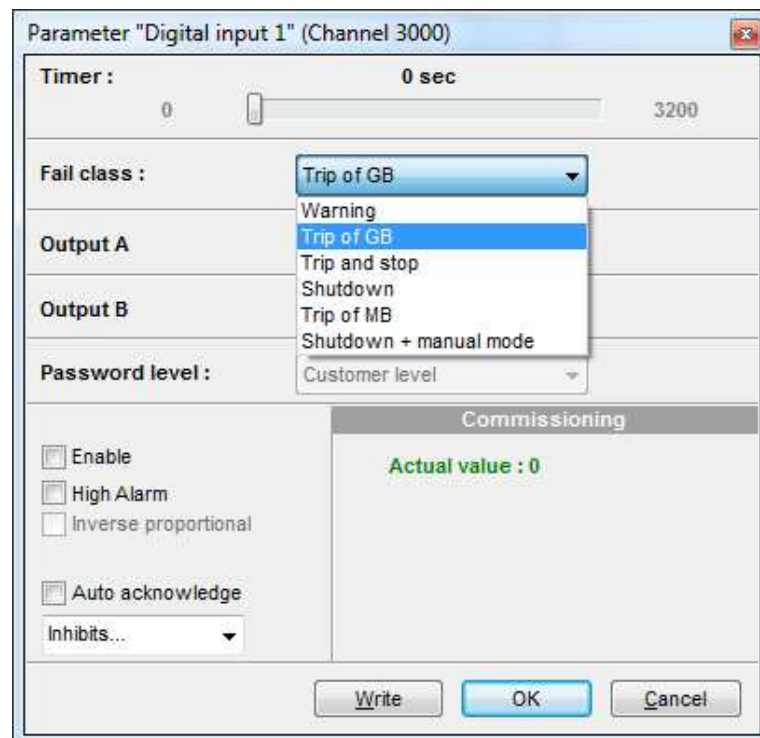 Parameter "Digital input 1" (Channel 3000)
Timer : 0 sec
0 3200
Fail class : Trip of GB
Warning
Trip of GB
Output A
Trip and stop
Shutdown
Output B
Trip of MB
Shutdown + manual mode
Password level : Customer level
Commissioning
Enable
Actual value : 0
High Alarm
Inverse proportional
Auto acknowledge
Inhibits...
Write OK Cancel